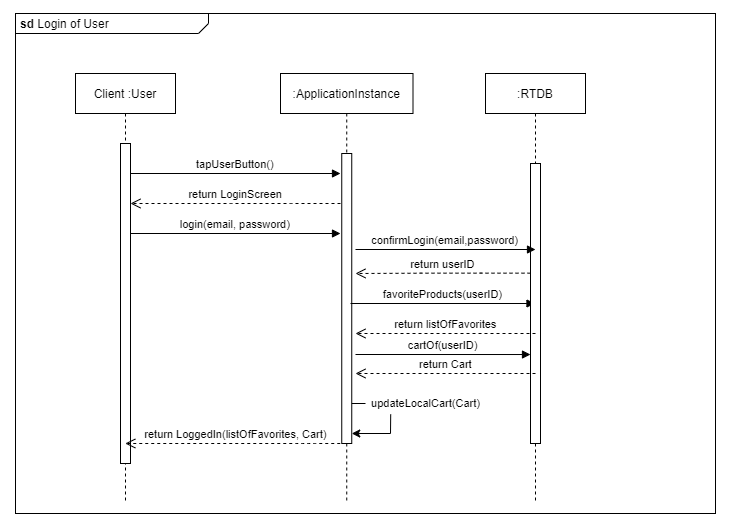 sd Login of User
Client :User
:ApplicationInstance
:RTDB
tapUserButton()
return LoginScreen
login(email, password)
confirmLogin(email,password)
return userID
favoriteProducts(userID)
return listOfFavorites
cartOf(userID)
return Cart
updateLocalCart(Cart)
return LoggedIn(listOfFavorites, Cart)